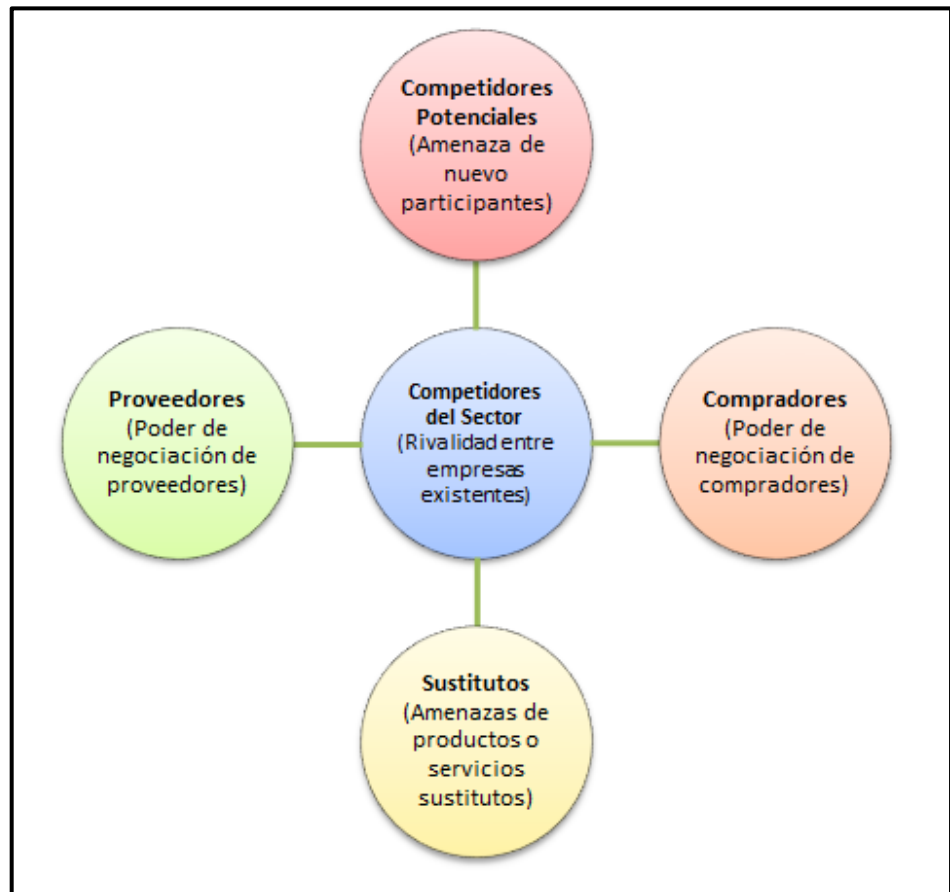 Competidores
Potenciales
(Amenaza de
nuevo
participantes)
Proveedores
(Poder de
negociación de
proveedores)
Competidores
del Sector
(Rivalidad entre
empresas
existentes)
Compradores
(Poder de
negociación de
compradores)
Sustitutos
(Amenazas de
productos o
servicios
sustitutos)